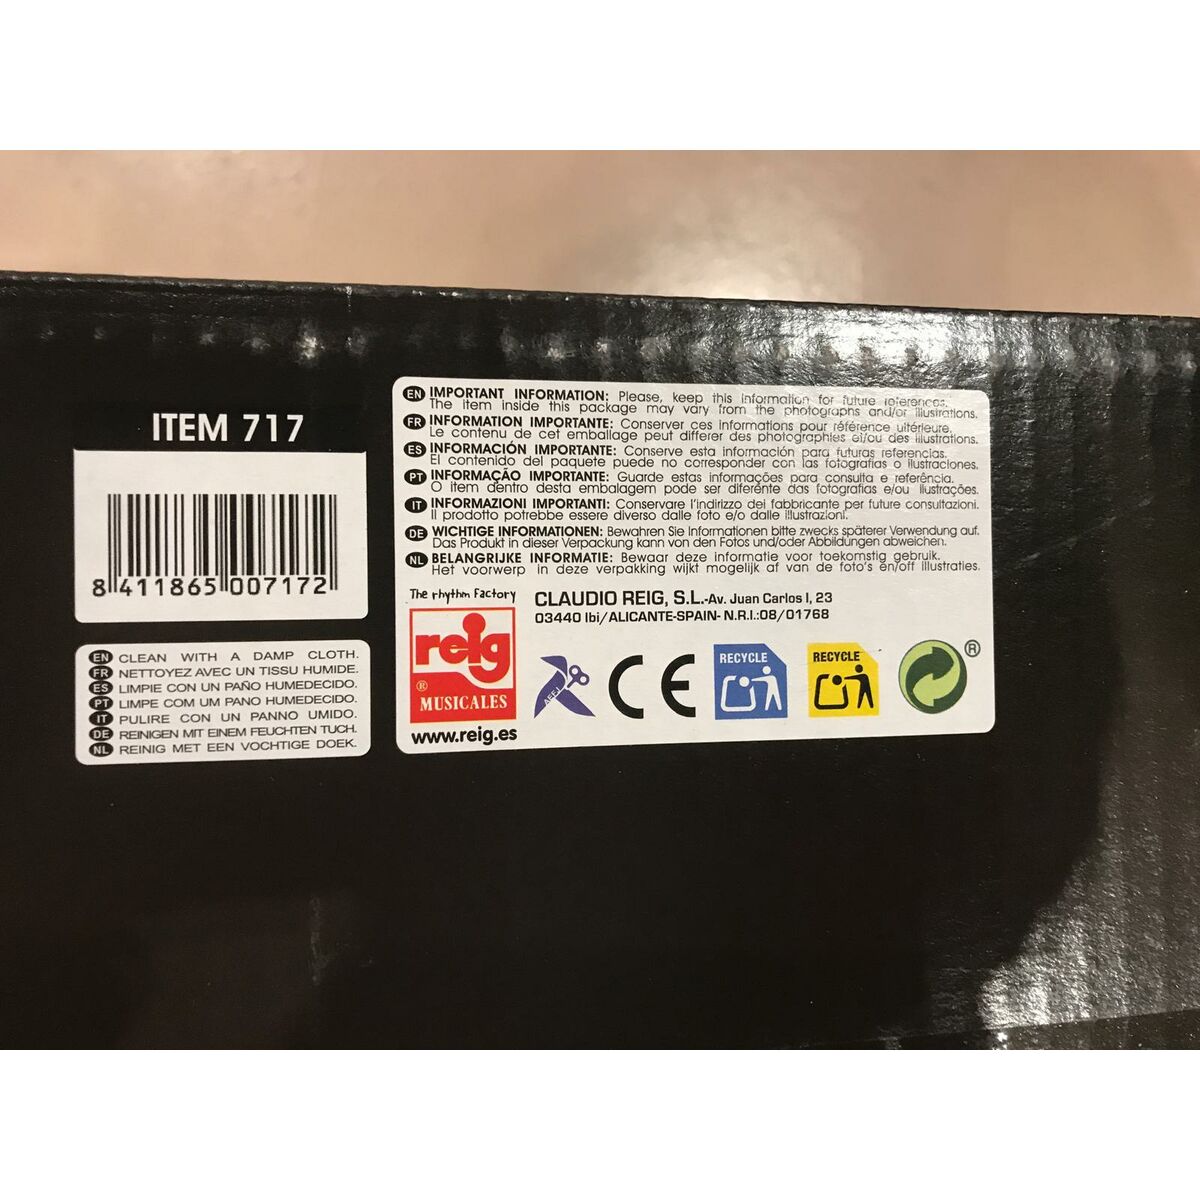 ITEM 717
8 411865 007172
EN CLEAN WITH A DAMP CLOTH.
FR NETTOYEZ AVEC UN TISSU HUMIDE.
ES LIMPIE CON UN PAÑO HUMEDECIDO.
PT LIMPE COM UM PANO HUMEDECIDO.
IT PULIRE CON UN PANNO UMIDO.
DE REINIGEN MIT EINEM FEUCHTEN TUCH.
NL REINIG MET EEN VOCHTIGE DOEK.
EN IMPORTANT INFORMATION: Please, keep this information for future references.
The item inside this package may vary from the photographs and/or illustrations.
FR INFORMATION IMPORTANTE: Conserver ces informations pour référence ultérieure.
Le contenu de cet emballage peut differer des photographies et/ou des illustrations.
ES INFORMACIÓN IMPORTANTE: Conserve esta información para futuras referencias.
El contenido del paquete puede no corresponder con las fotografías o ilustraciones.
PT INFORMAÇÃO IMPORTANTE: Guarde estas informações para consulta e referência.
O item dentro desta embalagem pode ser diferente das fotografias e/ou ilustrações.
IT INFORMAZIONI IMPORTANTI: Conservare l'indirizzo dei fabbricante per future consultazioni.
Il prodotto potrebbe essere diverso dalle foto e/o dalle illustrazioni.
DE WICHTIGE INFORMATIONEN: Bewahren Sie Informationen bitte zwecks späterer Verwendung auf.
Das Produkt in dieser Verpackung kann von den Fotos und/oder Abbildungen abweichen.
NL BELANGRIJKE INFORMATIE: Bewaar deze informatie voor toekomstig gebruik.
Het voorwerp in deze verpakking wijkt mogelijk af van de foto's en/off illustraties.
The rhythm Factory
reig
®
MUSICALES
www.reig.es
CLAUDIO REIG, S.L.-Av. Juan Carlos I, 23
03440 Ibi/ALICANTE-SPAIN- N.R.I.:08/01768
AEFJ
CE
RECYCLE
RECYCLE
®